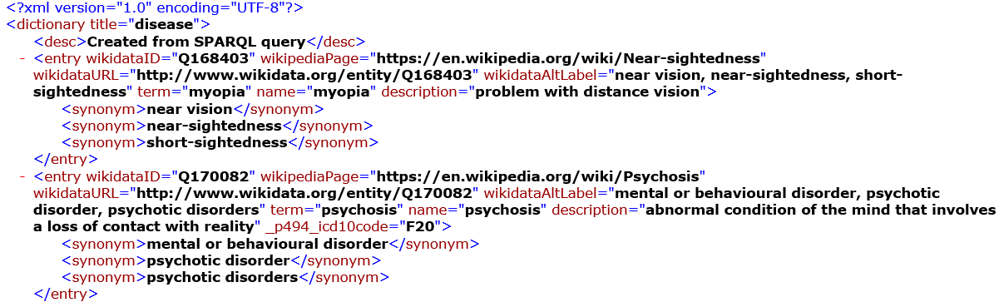 <?xml version="1.0" encoding="UTF-8"?>
<dictionary title="disease">
<desc>Created from SPARQL query</desc>
- <entry wikidataID="Q168403" wikipediaPage="https://en.wikipedia.org/wiki/Near-sightedness"
wikidataURL="http://www.wikidata.org/entity/Q168403" wikidataAltLabel="near vision, near-sightedness, short-
sightedness" term="myopia" name="myopia" description="problem with distance vision">
<synonym>near vision</synonym>
<synonym>near-sightedness</synonym>
<synonym>short-sightedness</synonym>
</entry>
- <entry wikidataID="Q170082" wikipediaPage="https://en.wikipedia.org/wiki/Psychosis"
wikidataURL="http://www.wikidata.org/entity/Q170082" wikidataAltLabel="mental or behavioural disorder, psychotic
disorder, psychotic disorders" term="psychosis" name="psychosis" description="abnormal condition of the mind that involves
a loss of contact with reality" _p494_icd10code="F20">
<synonym>mental or behavioural disorder</synonym>
<synonym>psychotic disorder</synonym>
<synonym>psychotic disorders</synonym>
</entry>